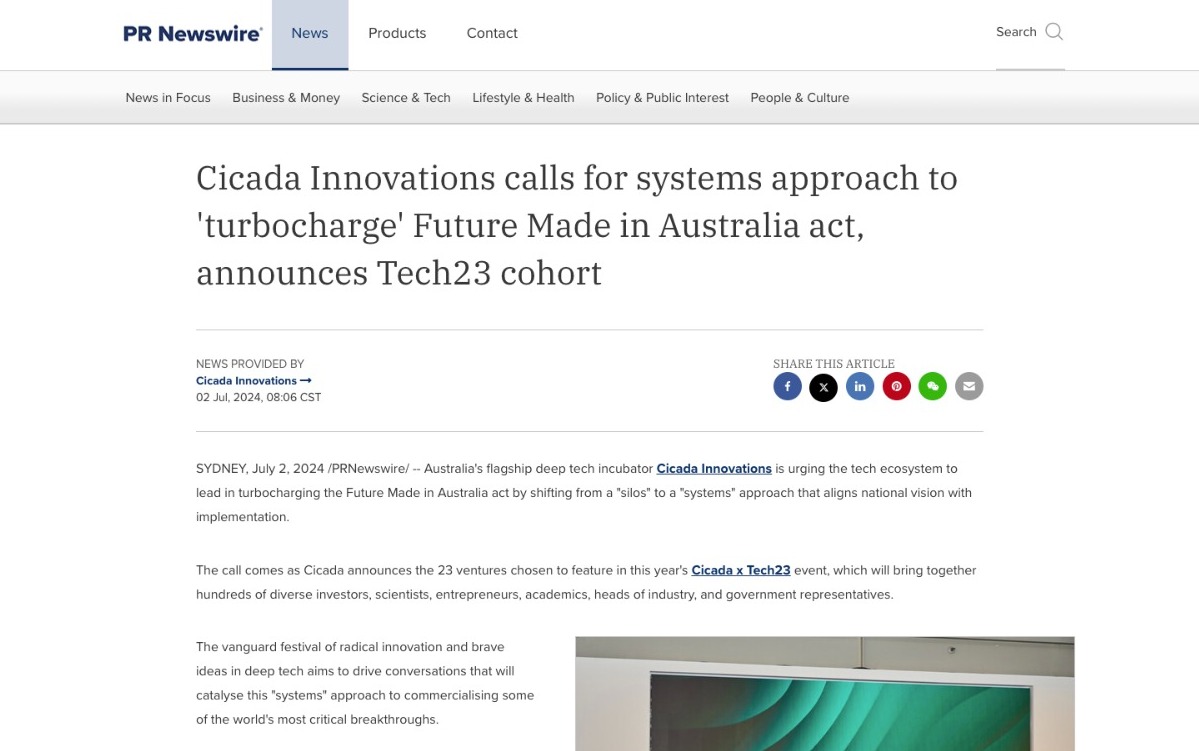 PR Newswire®
News
Products
Contact
Search
News in Focus
Business & Money
Science & Tech
Lifestyle & Health
Policy & Public Interest
People & Culture
Cicada Innovations calls for systems approach to
'turbocharge' Future Made in Australia act,
announces Tech23 cohort
NEWS PROVIDED BY
Cicada Innovations
02 Jul, 2024, 08:06 CST
SHARE THIS ARTICLE
SYDNEY, July 2, 2024 /PRNewswire/ -- Australia's flagship deep tech incubator Cicada Innovations is urging the tech ecosystem to
lead in turbocharging the Future Made in Australia act by shifting from a "silos" to a "systems" approach that aligns national vision with
implementation.
The call comes as Cicada announces the 23 ventures chosen to feature in this year's Cicada x Tech23 event, which will bring together
hundreds of diverse investors, scientists, entrepreneurs, academics, heads of industry, and government representatives.
The vanguard festival of radical innovation and brave
ideas in deep tech aims to drive conversations that will
catalyse this "systems" approach to commercialising some
of the world's most critical breakthroughs.